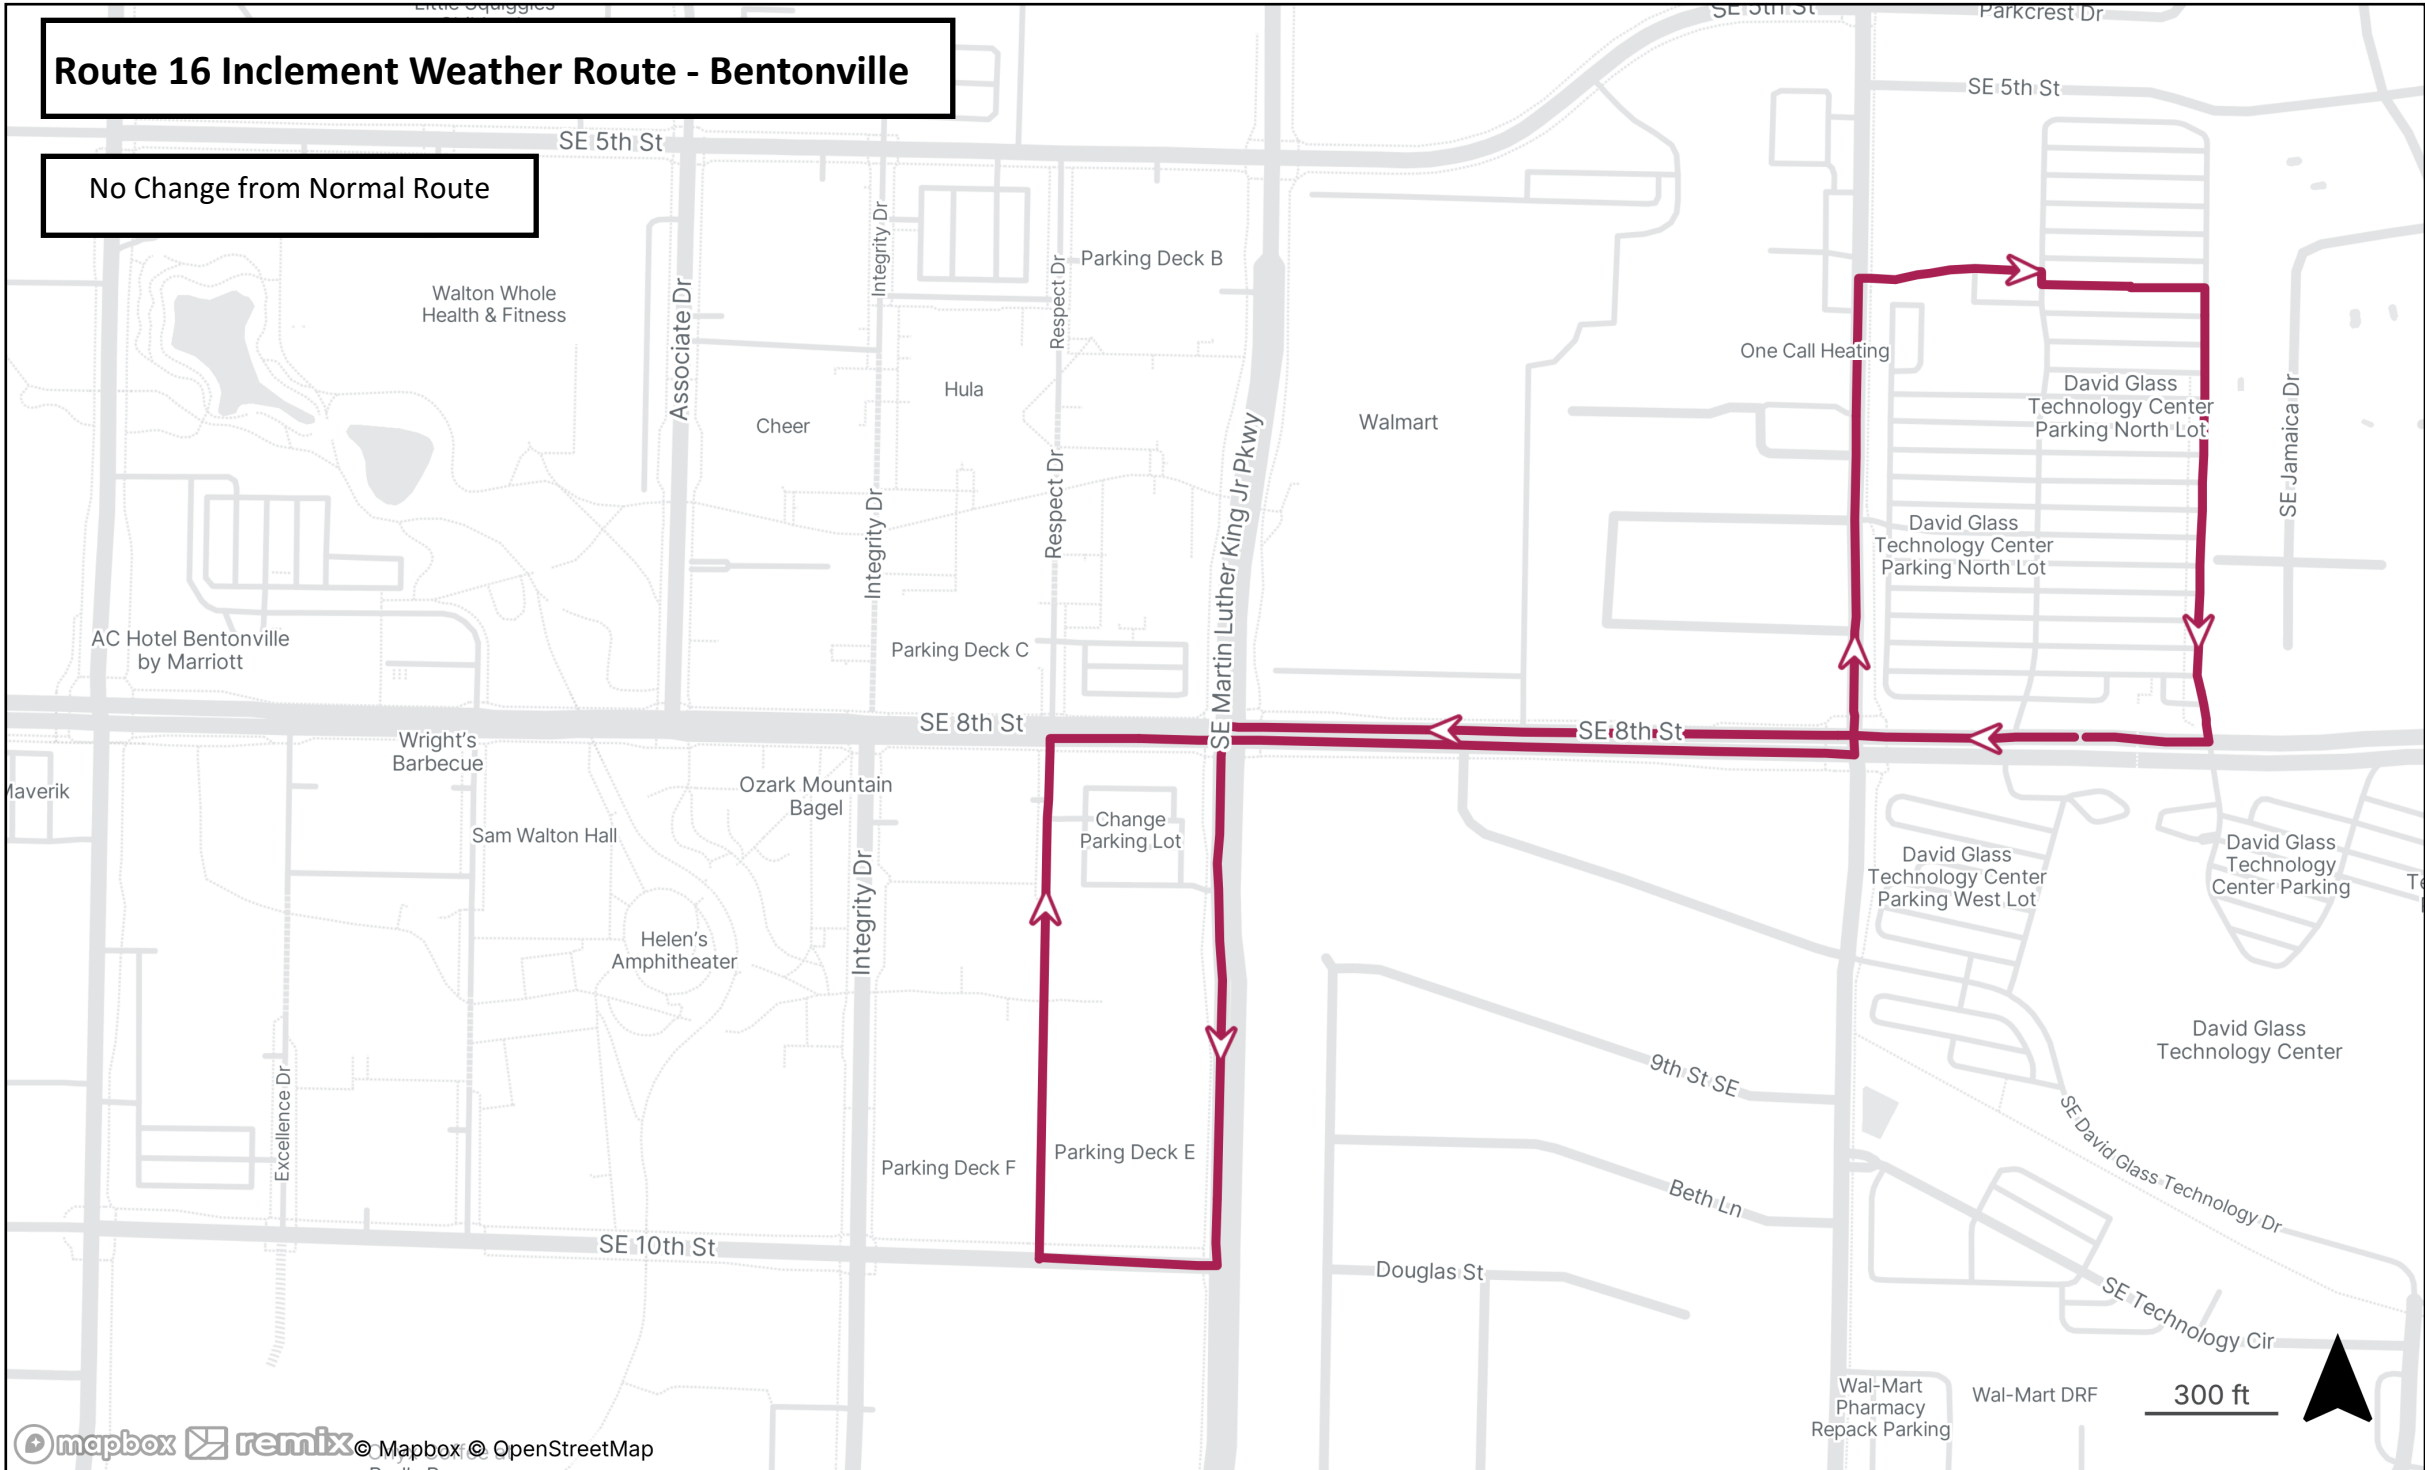 Route 16 Inclement Weather Route - Bentonville
No Change from Normal Route
Little Squiggles
SE 5th St
Parkcrest Dr
SE 5th St
SE 5th St
Integrity Dr
Respect Dr
Parking Deck B
Walton Whole
Health & Fitness
Associate Dr
One Call Heating
Hula
Cheer
Walmart
David Glass
Technology Center
Parking North Lot
SE Jamaica Dr
Integrity Dr
Respect Dr
SE Martin Luther King Jr Pkwy
David Glass
Technology Center
Parking North Lot
AC Hotel Bentonville
by Marriott
Parking Deck C
SE 8th St
SE 8th St
Wright's
Barbecue
Maverik
Ozark Mountain
Bagel
Sam Walton Hall
Change
Parking Lot
Integrity Dr
David Glass
Technology Center
Parking West Lot
David Glass
Technology
Center Parking
Helen's
Amphitheater
David Glass
Technology Center
9th St SE
Excellence Dr
Parking Deck F
Parking Deck E
Beth Ln
SE David Glass Technology Dr
SE 10th St
Douglas St
SE Technology Cir
Wal-Mart
Pharmacy
Repack Parking
Wal-Mart DRF
300 ft
mapbox remix © Mapbox © OpenStreetMap